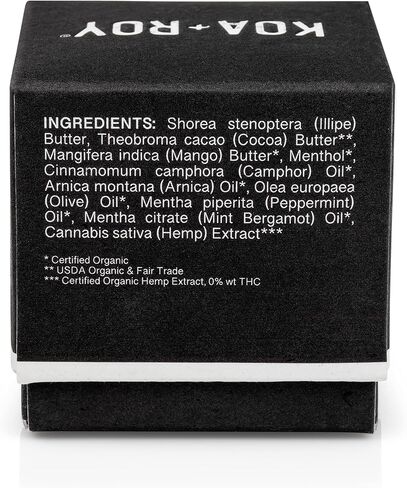 KOA+ROY®
INGREDIENTS: Shorea stenoptera (Illipe)
Butter, Theobroma cacao (Cocoa) Butter**,
Mangifera indica (Mango) Butter*, Menthol*,
Cinnamomum camphora (Camphor) Oil*,
Arnica montana (Arnica) Oil*, Olea europaea
(Olive) Oil*, Mentha piperita (Peppermint)
Oil*, Mentha citrate (Mint Bergamot) Oil*,
Cannabis sativa (Hemp) Extract***
* Certified Organic
** USDA Organic & Fair Trade
*** Certified Organic Hemp Extract, 0% wt THC